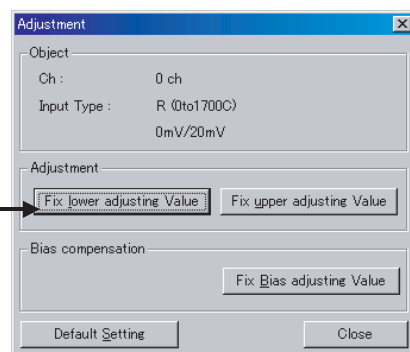 Adjustment
Object
Ch : 0 ch
Input Type : R (0to1700C)
0mV/20mV
Adjustment
Fix lower adjusting Value Fix upper adjusting Value
Bias compensation
Fix Bias adjusting Value
Default Setting Close